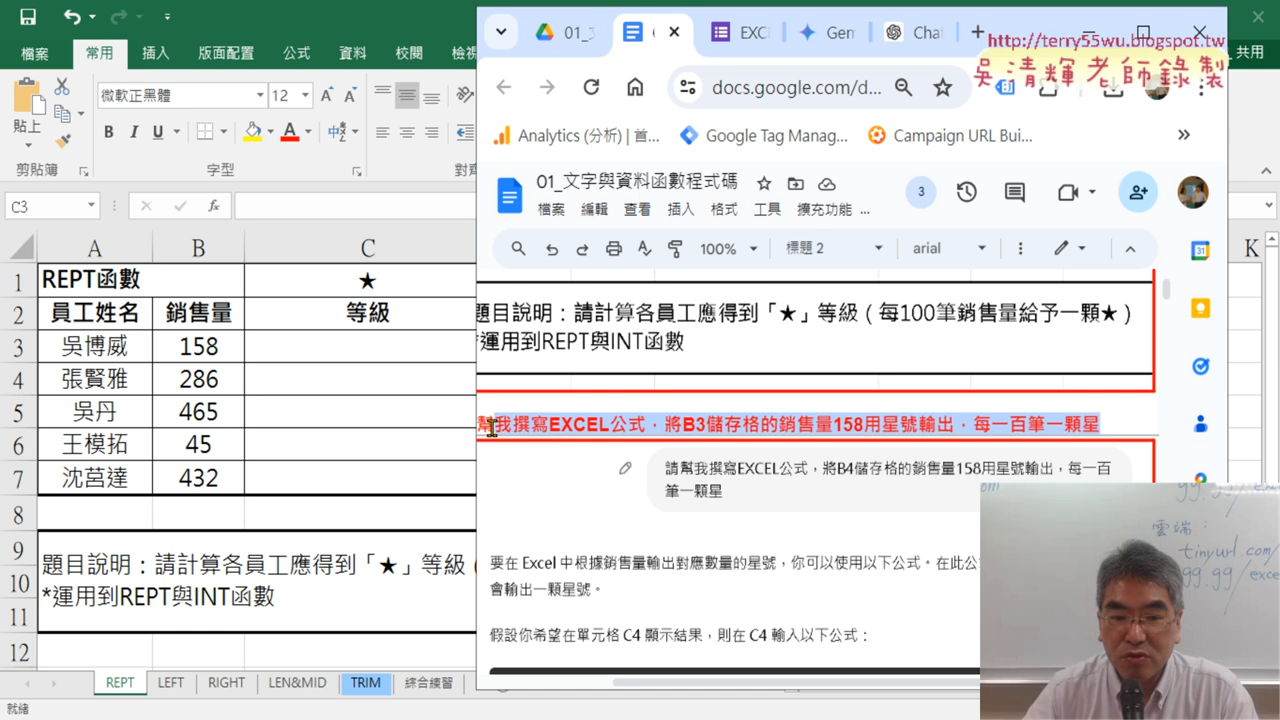 01_文
EXCE
Gem
Chat
http://terry55wu.blogspot.tw
吳清輝老師錄製
共用
檔案
常用
插入
版面配置
公式
資料
校閱
檢視
docs.google.com/d...
微軟正黑體
12
貼上
B I U
A
中
Analytics (分析) | 首...
Google Tag Manag...
Campaign URL Bui...
剪貼簿
字型
01_文字與資料函數程式碼
3
檔案
編輯
查看
插入
格式
工具
擴充功能
C3
fx
100%
標題 2
arial
A
B
C
K
1
REPT函數
★
2
員工姓名
銷售量
等級
3
吳博威
158
4
張賢雅
286
5
吳丹
465
6
王模拓
45
7
沈莒達
432
8
9
10
11
12
題目說明：請計算各員工應得到「★」等級（
*運用到REPT與INT函數
題目說明：請計算各員工應得到「★」等級（每100筆銷售量給予一顆★）
*運用到REPT與INT函數
幫我撰寫EXCEL公式，將B3儲存格的銷售量158用星號輸出，每一百筆一顆星
請幫我撰寫EXCEL公式，將B4儲存格的銷售量158用星號輸出，每一百
筆一顆星
要在 Excel 中根據銷售量輸出對應數量的星號，你可以使用以下公式。在此公
會輸出一顆星號。
假設你希望在單元格 C4 顯示結果，則在 C4 輸入以下公式：
雲端：
tinyurl.com/
gg.gg/exce
REPT
LEFT
RIGHT
LEN&MID
TRIM
綜合練習
就緒